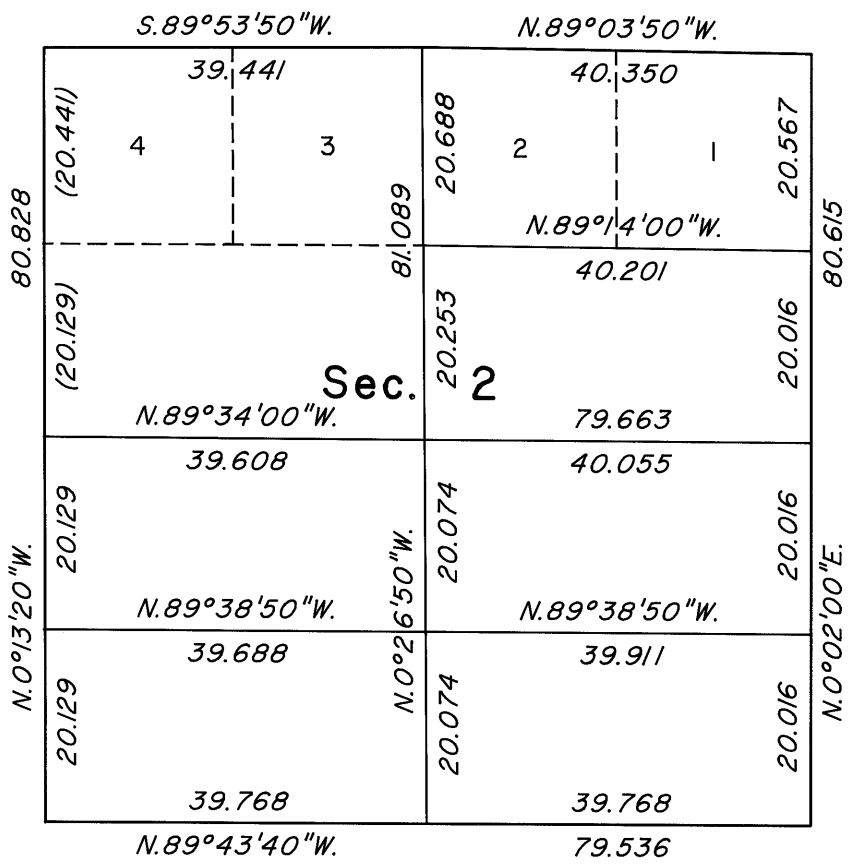 S.89°53'50"W. N.89°03'50"W.
39.441 40.350
(20.441) 4 3 20.688 2 1 20.567
80.828 81.089 80.615
N.89°14'00"W.
40.201
(20.129) 20.253 20.016
Sec. 2
N.89°34'00"W. 79.663
39.608 40.055
20.129 20.074 20.016
N.0°13'20"W. N.0°26'50"W. N.0°02'00"E.
N.89°38'50"W. N.89°38'50"W.
39.688 39.911
20.129 20.074 20.016
39.768 39.768
N.89°43'40"W. 79.536